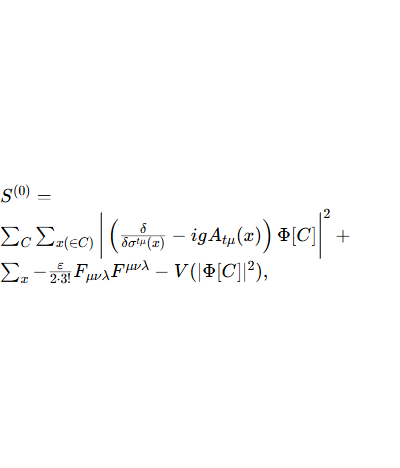 S^{(0)} =
\sum_C \sum_{x(\in C)} \left| \left( \frac{\delta}{\delta\sigma^{t\mu}(x)} - igA_{t\mu}(x) \right) \Phi[C] \right|^2 +
\sum_x -\frac{\varepsilon}{2 \cdot 3!} F_{\mu\nu\lambda} F^{\mu\nu\lambda} - V(|\Phi[C]|^2),